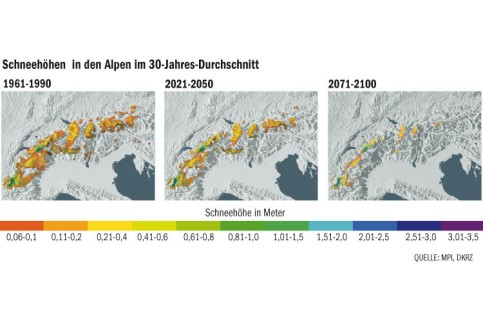 Schneehöhen in den Alpen im 30-Jahres-Durchschnitt
1961-1990 2021-2050 2071-2100
Schneehöhe in Meter
0,06-0,1 0,11-0,2 0,21-0,4 0,41-0,6 0,61-0,8 0,81-1,0 1,01-1,5 1,51-2,0 2,01-2,5 2,51-3,0 3,01-3,5
QUELLE: MPI, DKRZ